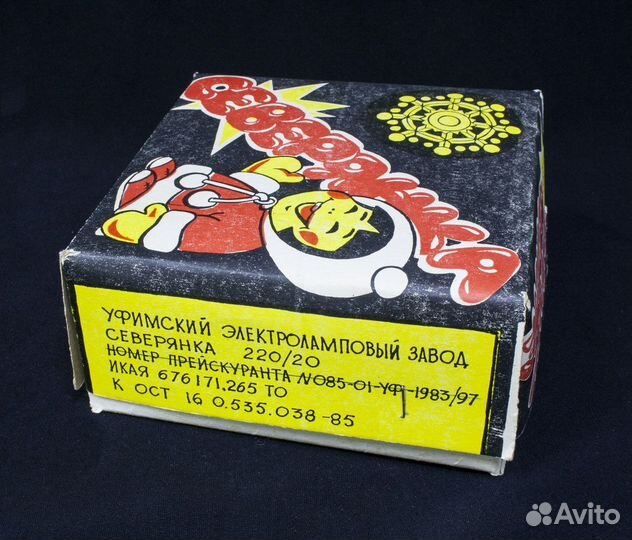 СЕВЕРЯНКА
УФИМСКИЙ ЭЛЕКТРОЛАМПОВЫЙ ЗАВОД
СЕВЕРЯНКА 220/20
НОМЕР ПРЕЙСКУРАНТА №085-01-УФ-1983/97
ИКАЯ 676171.265 ТО
К ОСТ 16 0.535.038-85
Avito